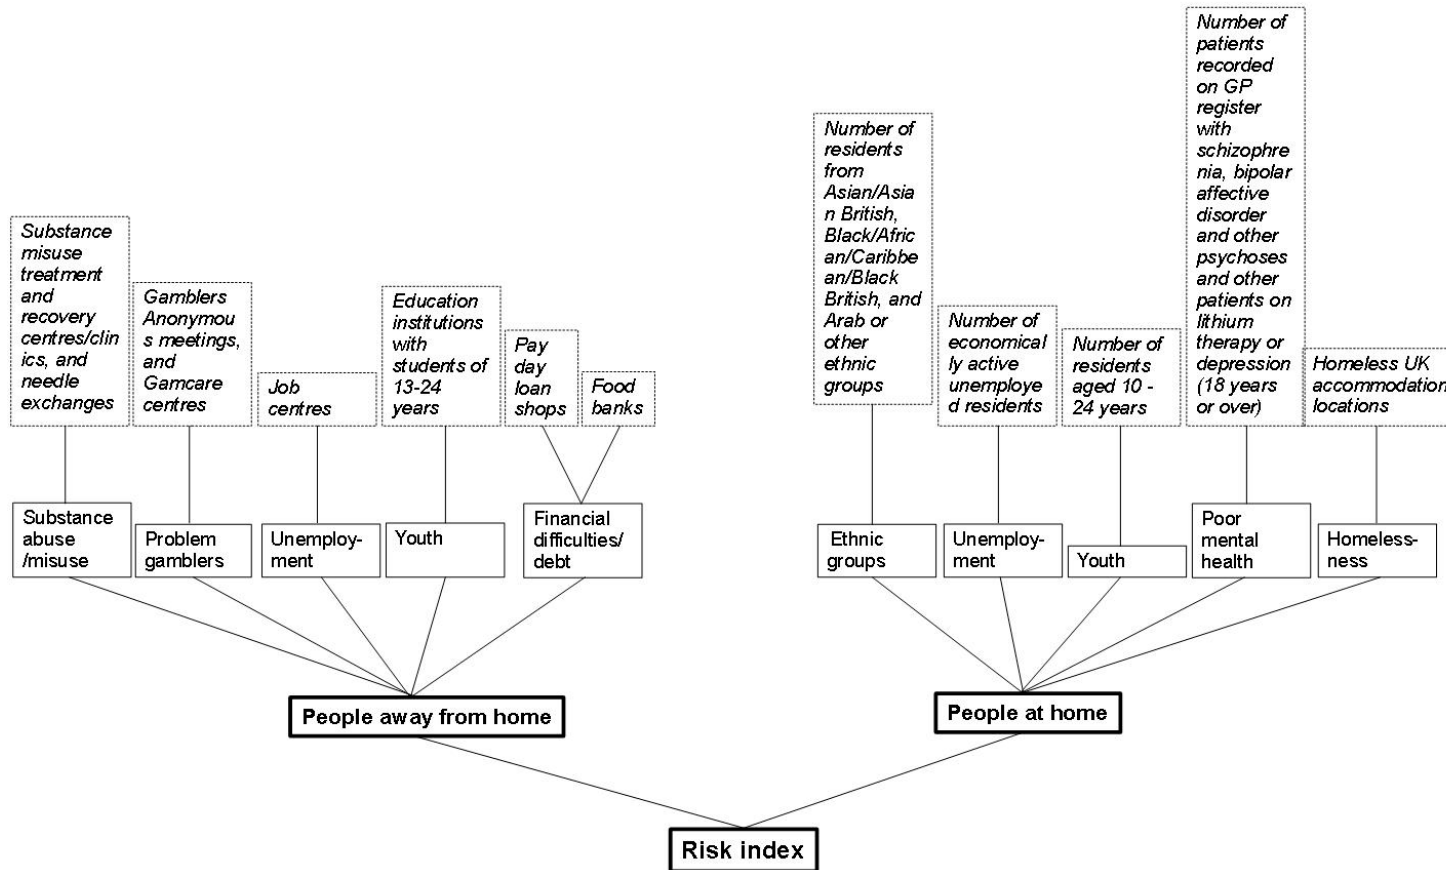 Substance
misuse
treatment
and
recovery
centres/clin
ics, and
needle
exchanges
Gamblers
Anonymou
s meetings,
and
Gamcare
centres
Job
centres
Education
institutions
with
students of
13-24
years
Pay
day
loan
shops
Food
banks
Number of
residents
from
Asian/Asia
n British,
Black/Afric
an/Caribbe
an/Black
British, and
Arab or
other
ethnic
groups
Number of
economical
ly active
unemploye
d residents
Number of
residents
aged 10 -
24 years
Number of
patients
recorded
on GP
register
with
schizophre
nia, bipolar
affective
disorder
and other
psychoses
and other
patients on
lithium
therapy or
depression
(18 years
or over)
Homeless UK
accommodation
locations
Substance
abuse
/misuse
Problem
gamblers
Unemploy-
ment
Youth
Financial
difficulties/
debt
Ethnic
groups
Unemploy-
ment
Youth
Poor
mental
health
Homeless-
ness
People away from home
People at home
Risk index